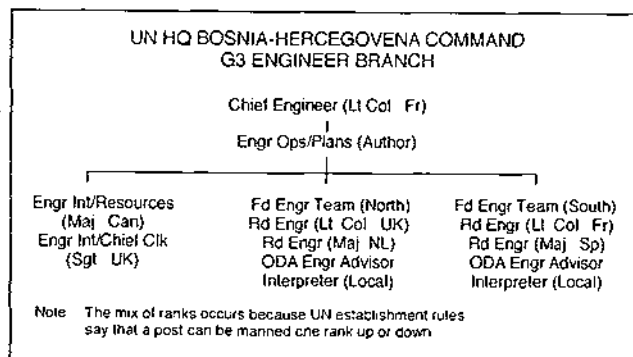 UN HQ BOSNIA-HERCEGOVENA COMMAND
G3 ENGINEER BRANCH
Chief Engineer (Lt Col Fr)
Engr Ops/Plans (Author)
Engr Int/Resources
(Maj Can)
Engr Int/Chief Clk
(Sgt UK)
Fd Engr Team (North)
Rd Engr (Lt Col UK)
Rd Engr (Maj NL)
ODA Engr Advisor
Interpreter (Local)
Fd Engr Team (South)
Rd Engr (Lt Col Fr)
Rd Engr (Maj Sp)
ODA Engr Advisor
Interpreter (Local)
Note The mix of ranks occurs because UN establishment rules
say that a post can be manned one rank up or down